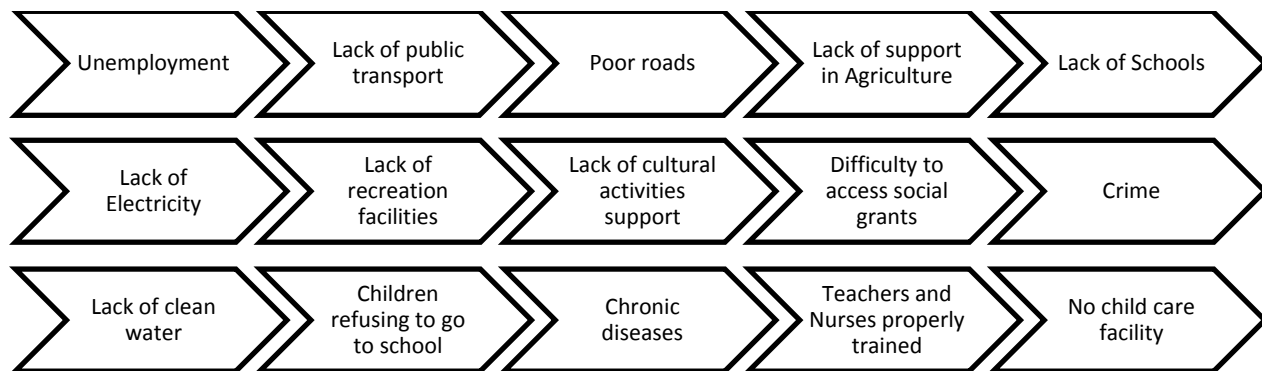 Unemployment
Lack of public
transport
Poor roads
Lack of support
in Agriculture
Lack of Schools
Lack of
Electricity
Lack of
recreation
facilities
Lack of cultural
activities
support
Difficulty to
access social
grants
Crime
Lack of clean
water
Children
refusing to go
to school
Chronic
diseases
Teachers and
Nurses properly
trained
No child care
facility